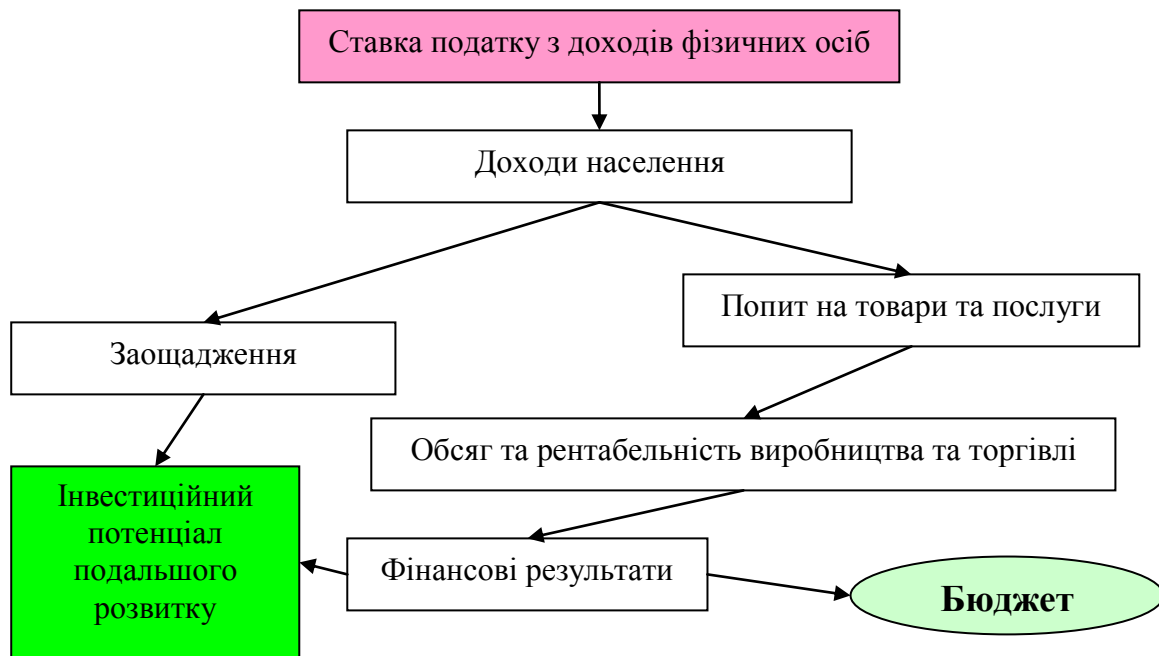 Ставка податку з доходів фізичних осіб
Доходи населення
Попит на товари та послуги
Заощадження
Обсяг та рентабельність виробництва та торгівлі
Інвестиційний
потенціал
подальшого
розвитку
Фінансові результати
Бюджет